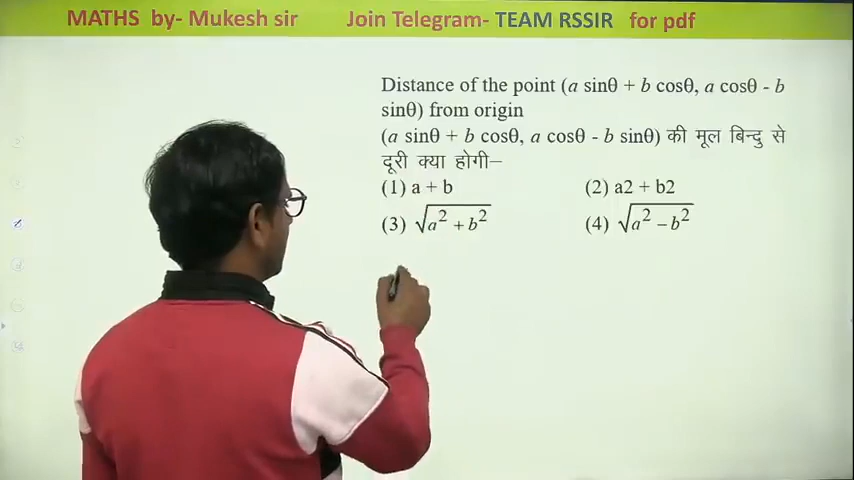 MATHS by- Mukesh sir Join Telegram- TEAM RSSIR for pdf
Distance of the point (a sinθ + b cosθ, a cosθ - b
sinθ) from origin
(a sinθ + b cosθ, a cosθ - b sinθ) की मूल बिन्दु से
दूरी क्या होगी–
(1) a + b (2) a2 + b2
(3) √(a² + b²) (4) √(a² − b²)